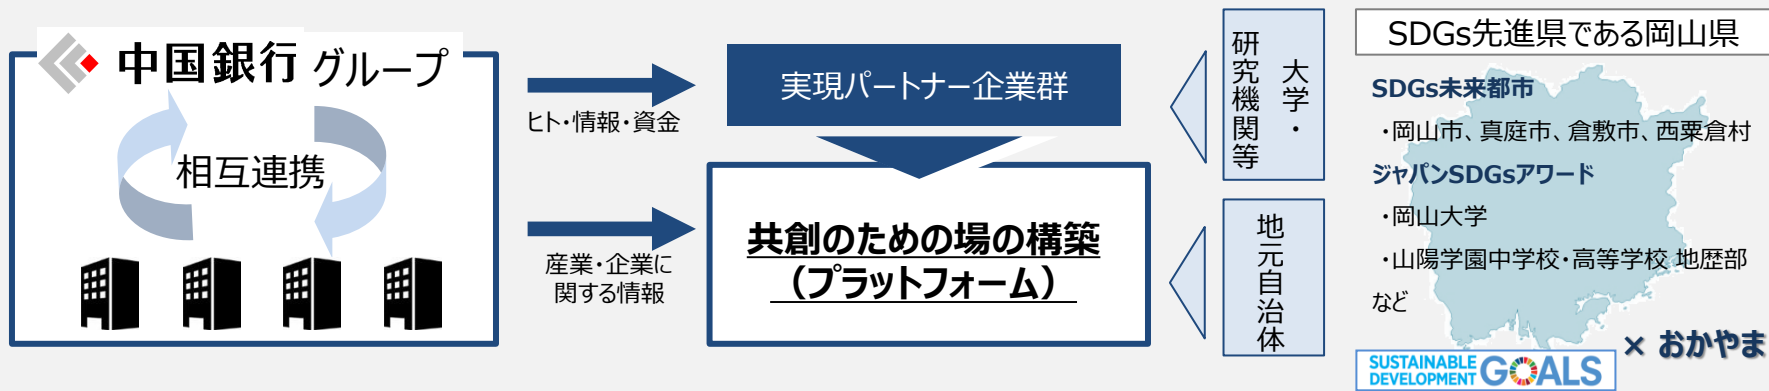 中国銀行 グループ
相互連携
ヒト・情報・資金
産業・企業に
関する情報
実現パートナー企業群
共創のための場の構築
（プラットフォーム）
大学・
研究機関等
地元自治体
SDGs先進県である岡山県
SDGs未来都市
・岡山市、真庭市、倉敷市、西粟倉村
ジャパンSDGsアワード
・岡山大学
・山陽学園中学校・高等学校 地歴部
など
× おかやま
SUSTAINABLE
DEVELOPMENT GOALS